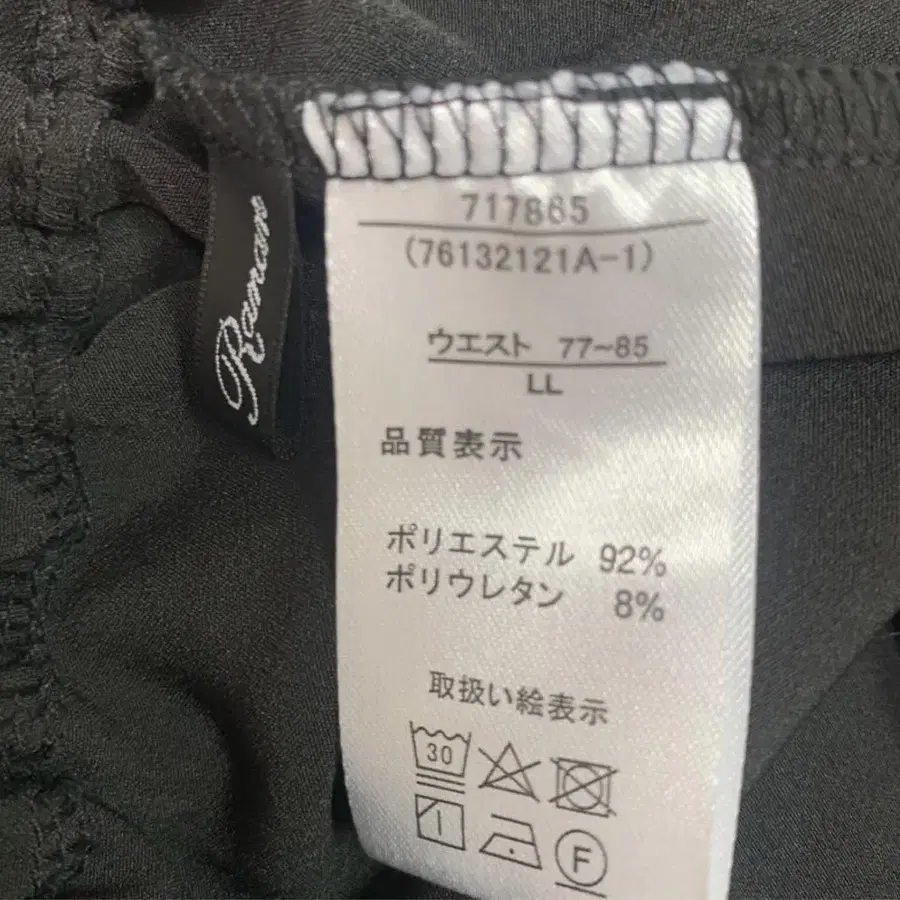 Raman
717865
(76132121A-1)
ウエスト 77~85
LL
品質表示
ポリエステル 92%
ポリウレタン 8%
取扱い絵表示
30
F